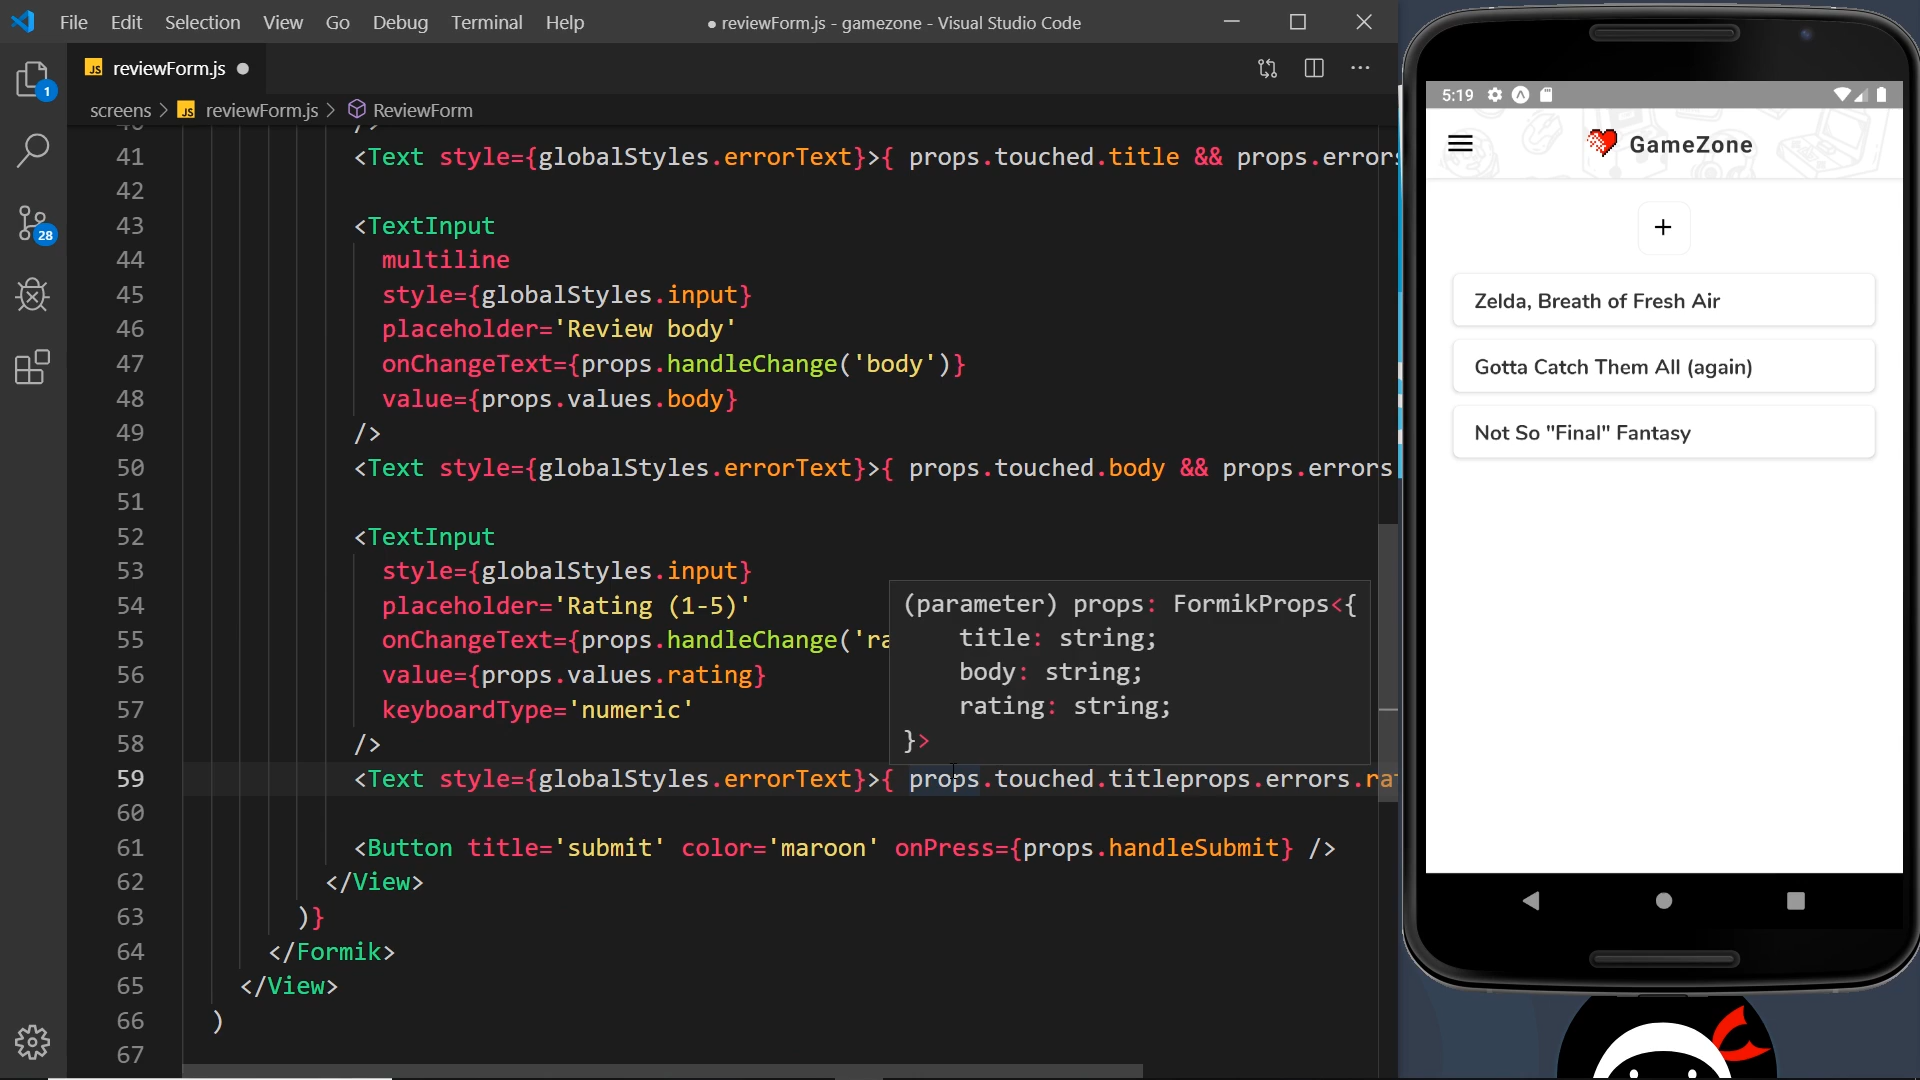 File Edit Selection View Go Debug Terminal Help
● reviewForm.js - gamezone - Visual Studio Code
JS reviewForm.js ●
screens > JS reviewForm.js > ReviewForm
1
28
41 <Text style={globalStyles.errorText}>{ props.touched.title && props.errors
42
43 <TextInput
44 multiline
45 style={globalStyles.input}
46 placeholder='Review body'
47 onChangeText={props.handleChange('body')}
48 value={props.values.body}
49 />
50 <Text style={globalStyles.errorText}>{ props.touched.body && props.errors
51
52 <TextInput
53 style={globalStyles.input}
54 placeholder='Rating (1-5)'
55 onChangeText={props.handleChange('ra
56 value={props.values.rating}
57 keyboardType='numeric'
58 />
59 <Text style={globalStyles.errorText}>{ props.touched.titleprops.errors.ra
60
61 <Button title='submit' color='maroon' onPress={props.handleSubmit} />
62 </View>
63 )}
64 </Formik>
65 </View>
66 )
67
(parameter) props: FormikProps<{
title: string;
body: string;
rating: string;
}>
5:19
GameZone
+
Zelda, Breath of Fresh Air
Gotta Catch Them All (again)
Not So "Final" Fantasy